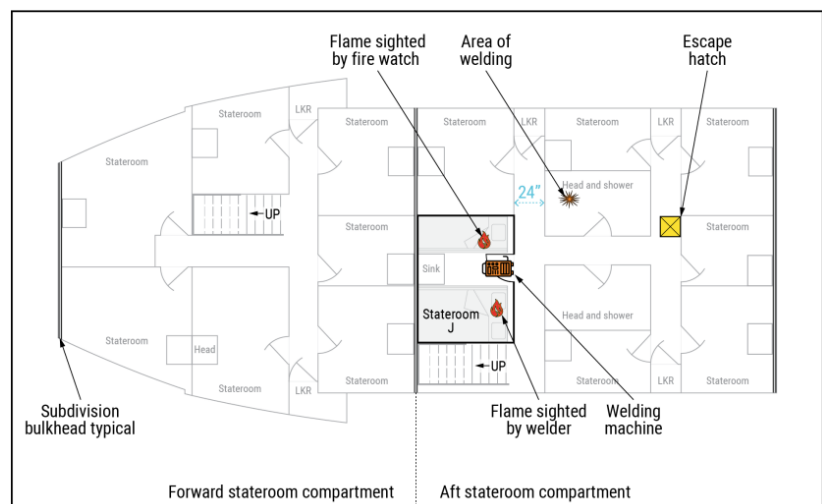 Flame sighted
by fire watch
Area of
welding
Escape
hatch
LKR
Stateroom
Stateroom
Stateroom
LKR
LKR
Stateroom
Stateroom
24”
Head and shower
UP
Stateroom
Stateroom
Sink
Stateroom
Head and shower
Stateroom
J
Head
UP
Stateroom
Stateroom
Stateroom
LKR
Stateroom
LKR
Stateroom
Subdivision
bulkhead typical
Flame sighted
by welder
Welding
machine
Forward stateroom compartment
Aft stateroom compartment